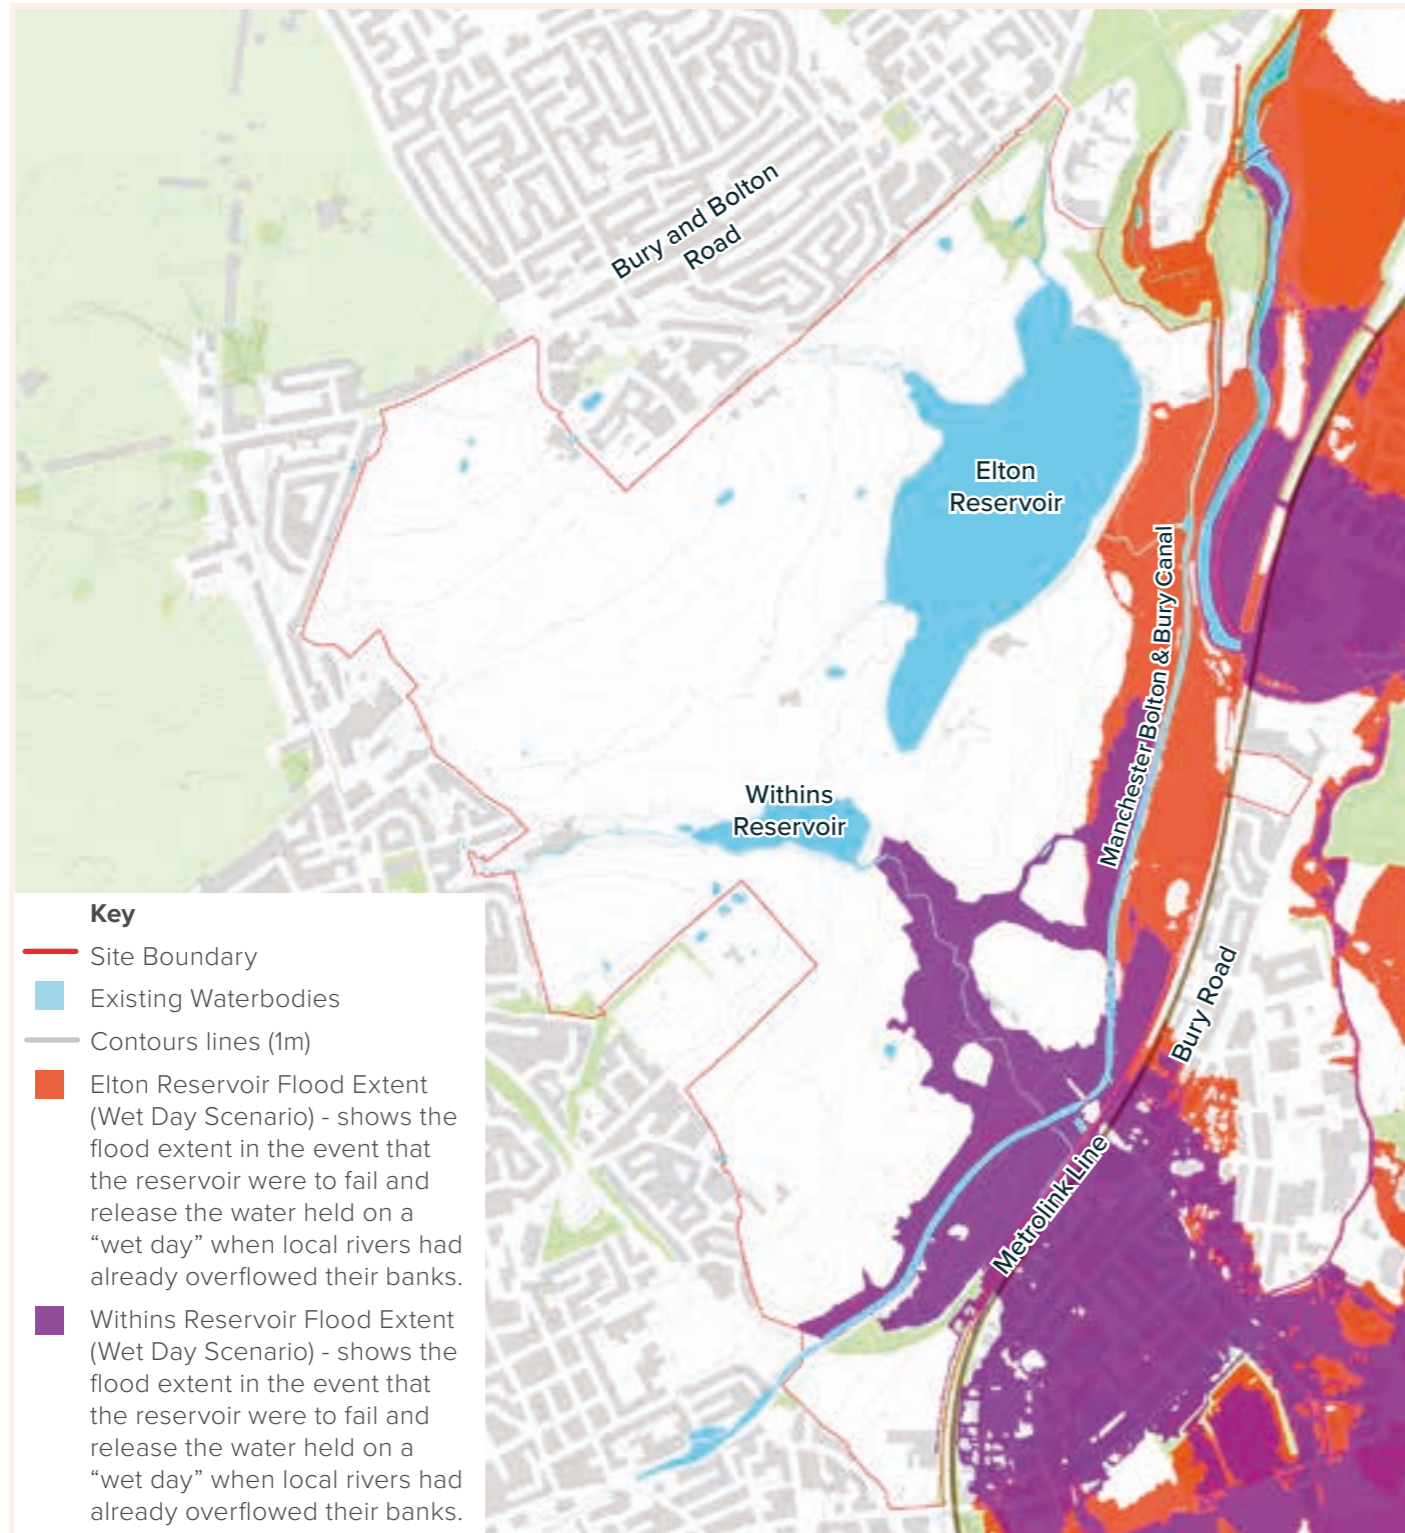 Bury and Bolton
Road
Elton
Reservoir
Manchester Bolton & Bury Canal
Withins
Reservoir
Bury Road
Metrolink Line
Key
Site Boundary
Existing Waterbodies
Contours lines (1m)
Elton Reservoir Flood Extent
(Wet Day Scenario) - shows the
flood extent in the event that
the reservoir were to fail and
release the water held on a
“wet day” when local rivers had
already overflowed their banks.
Withins Reservoir Flood Extent
(Wet Day Scenario) - shows the
flood extent in the event that
the reservoir were to fail and
release the water held on a
“wet day” when local rivers had
already overflowed their banks.